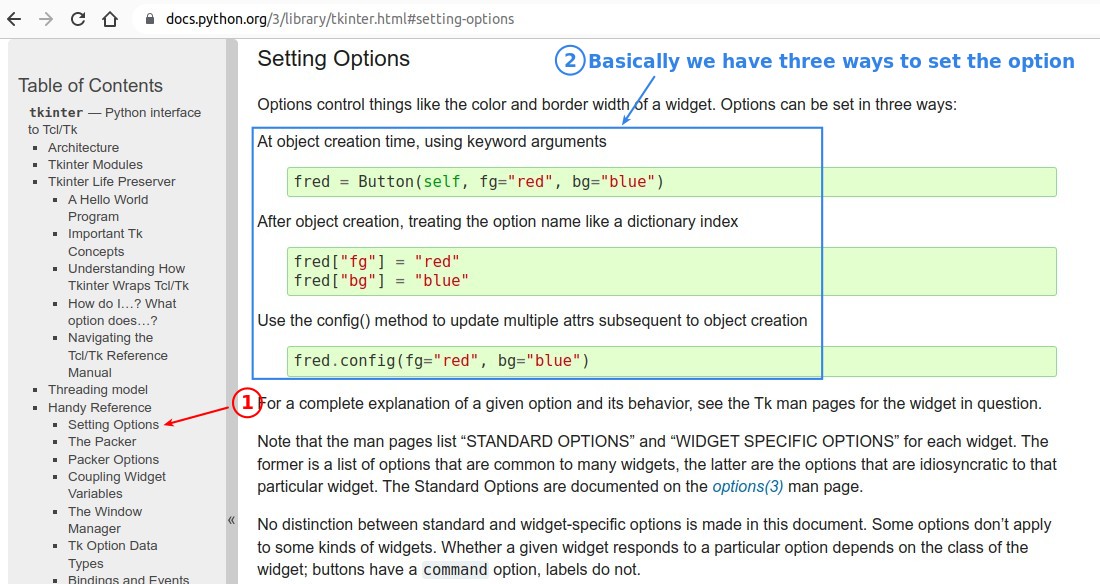 docs.python.org/3/library/tkinter.html#setting-options
Table of Contents
tkinter — Python interface
to Tcl/Tk
Architecture
Tkinter Modules
Tkinter Life Preserver
A Hello World
Program
Important Tk
Concepts
Understanding How
Tkinter Wraps Tcl/Tk
How do I…? What
option does…?
Navigating the
Tcl/Tk Reference
Manual
Threading model
Handy Reference
Setting Options
The Packer
Packer Options
Coupling Widget
Variables
The Window
Manager
Tk Option Data
Types
Bindings and Events
«
1
Setting Options
2 Basically we have three ways to set the option
Options control things like the color and border width of a widget. Options can be set in three ways:
At object creation time, using keyword arguments
fred = Button(self, fg="red", bg="blue")
After object creation, treating the option name like a dictionary index
fred["fg"] = "red"
fred["bg"] = "blue"
Use the config() method to update multiple attrs subsequent to object creation
fred.config(fg="red", bg="blue")
For a complete explanation of a given option and its behavior, see the Tk man pages for the widget in question.
Note that the man pages list “STANDARD OPTIONS” and “WIDGET SPECIFIC OPTIONS” for each widget. The
former is a list of options that are common to many widgets, the latter are the options that are idiosyncratic to that
particular widget. The Standard Options are documented on the options(3) man page.
No distinction between standard and widget-specific options is made in this document. Some options don’t apply
to some kinds of widgets. Whether a given widget responds to a particular option depends on the class of the
widget; buttons have a command option, labels do not.